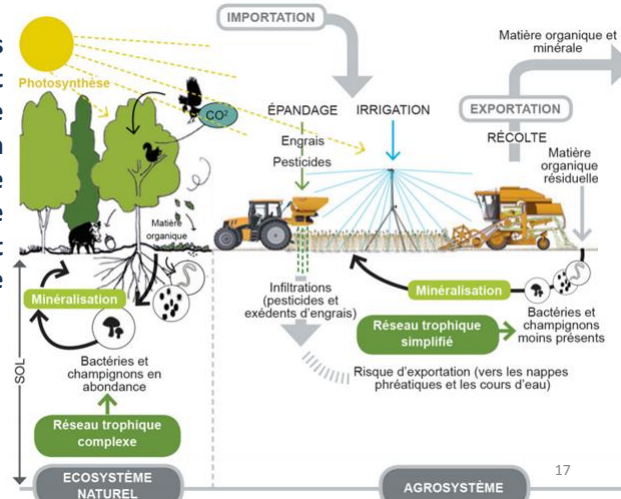 IMPORTATION
Matière organique et
minérale
Photosynthèse
CO²
ÉPANDAGE
IRRIGATION
EXPORTATION
Engrais
Pesticides
RÉCOLTE
Matière
organique
résiduelle
Matière
organique
Minéralisation
Bactéries et
champignons en
abondance
Réseau trophique
complexe
SOL
Infiltrations
(pesticides et
exédents d'engrais)
Minéralisation
Réseau trophique
simplifié
Bactéries et
champignons
moins présents
Risque d'exportation (vers les nappes
phréatiques et les cours d'eau)
17
ECOSYSTÈME
NATUREL
AGROSYSTÈME